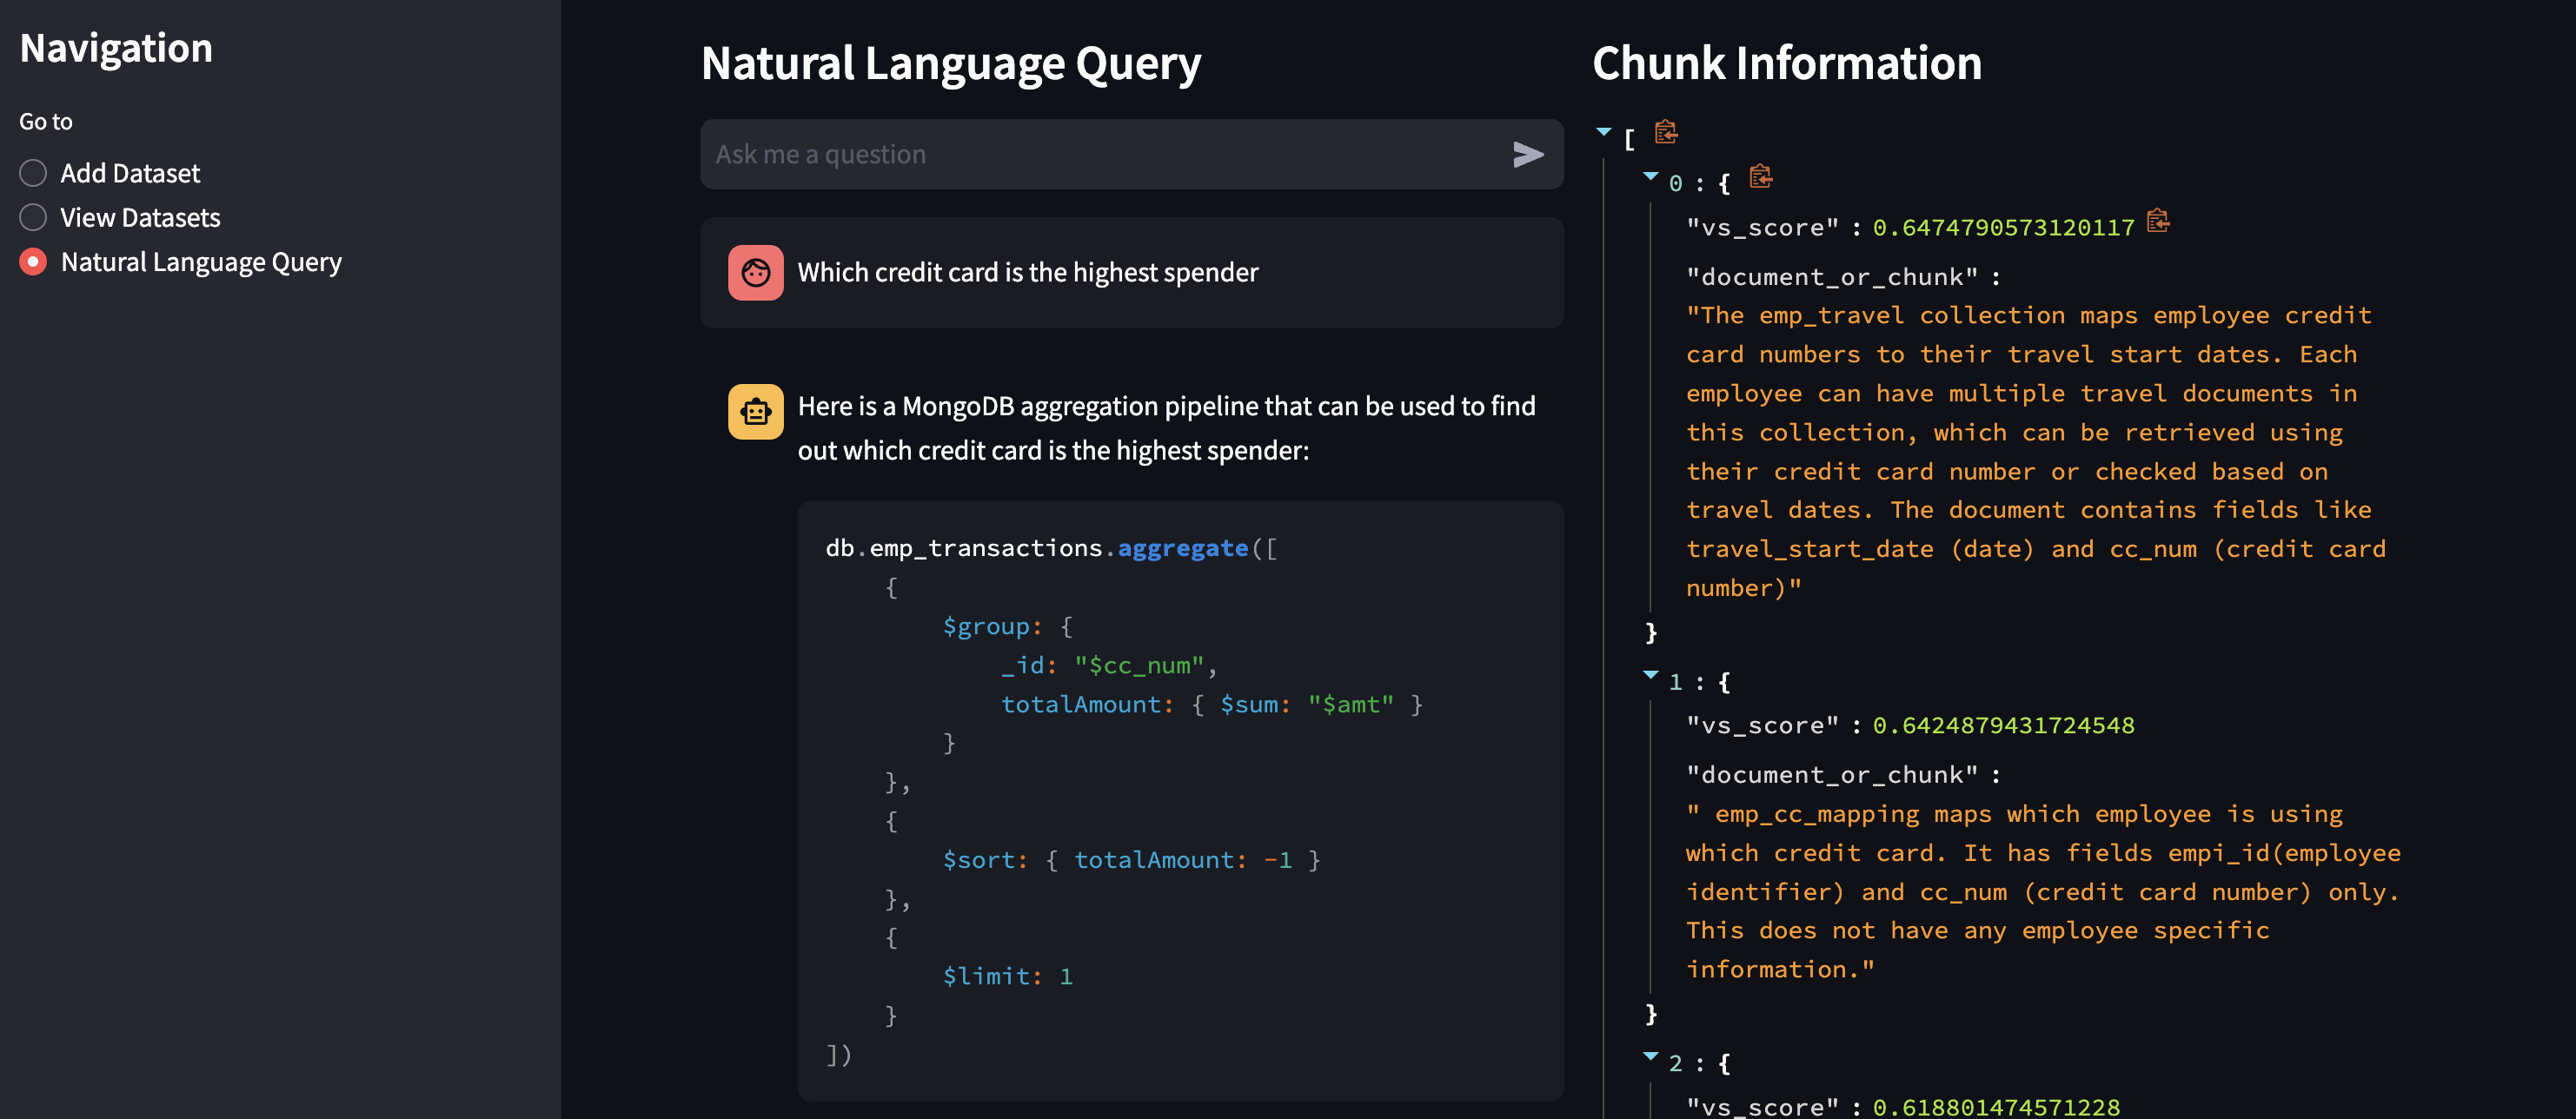 Navigation
Go to
Add Dataset
View Datasets
Natural Language Query
Natural Language Query
Ask me a question
Which credit card is the highest spender
Here is a MongoDB aggregation pipeline that can be used to find
out which credit card is the highest spender:
db.emp_transactions.aggregate([
    {
        $group: {
            _id: "$cc_num",
            totalAmount: { $sum: "$amt" }
        }
    },
    {
        $sort: { totalAmount: -1 }
    },
    {
        $limit: 1
    }
])
Chunk Information
[
0 : {
"vs_score" : 0.6474790573120117
"document_or_chunk" :
"The emp_travel collection maps employee credit
card numbers to their travel start dates. Each
employee can have multiple travel documents in
this collection, which can be retrieved using
their credit card number or checked based on
travel dates. The document contains fields like
travel_start_date (date) and cc_num (credit card
number)"
}
1 : {
"vs_score" : 0.6424879431724548
"document_or_chunk" :
" emp_cc_mapping maps which employee is using
which credit card. It has fields empi_id(employee
identifier) and cc_num (credit card number) only.
This does not have any employee specific
information."
}
2 : {
"vs_score" : 0.618801474571228